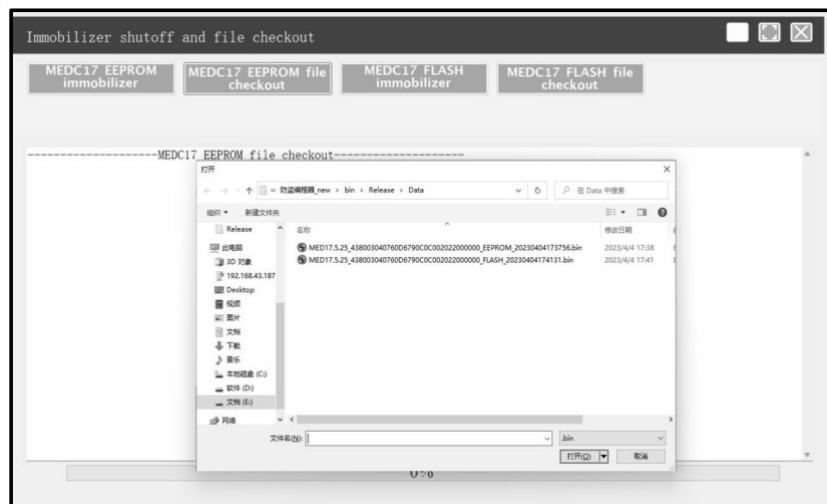 Immobilizer shutoff and file checkout
MEDC17 EEPROM immobilizer
MEDC17 EEPROM file checkout
MEDC17 FLASH immobilizer
MEDC17 FLASH file checkout
--------------------MEDC17 EEPROM file checkout--------------------
打开
« 防盗编程器_new › bin › Release › Data
在 Data 中搜索
组织 新建文件夹
名称 修改日期
Release
此电脑
3D 对象
192.168.43.187
Desktop
视频
图片
文档
下载
音乐
本地磁盘 (C:)
软件 (D:)
文档 (E:)
网络
MED17.5.25_438003040760D6790C0C002022000000_EEPROM_20230404173756.bin 2023/4/4 17:38
MED17.5.25_438003040760D6790C0C002022000000_FLASH_20230404174131.bin 2023/4/4 17:41
文件名(N): .bin
打开(O) 取消
0%